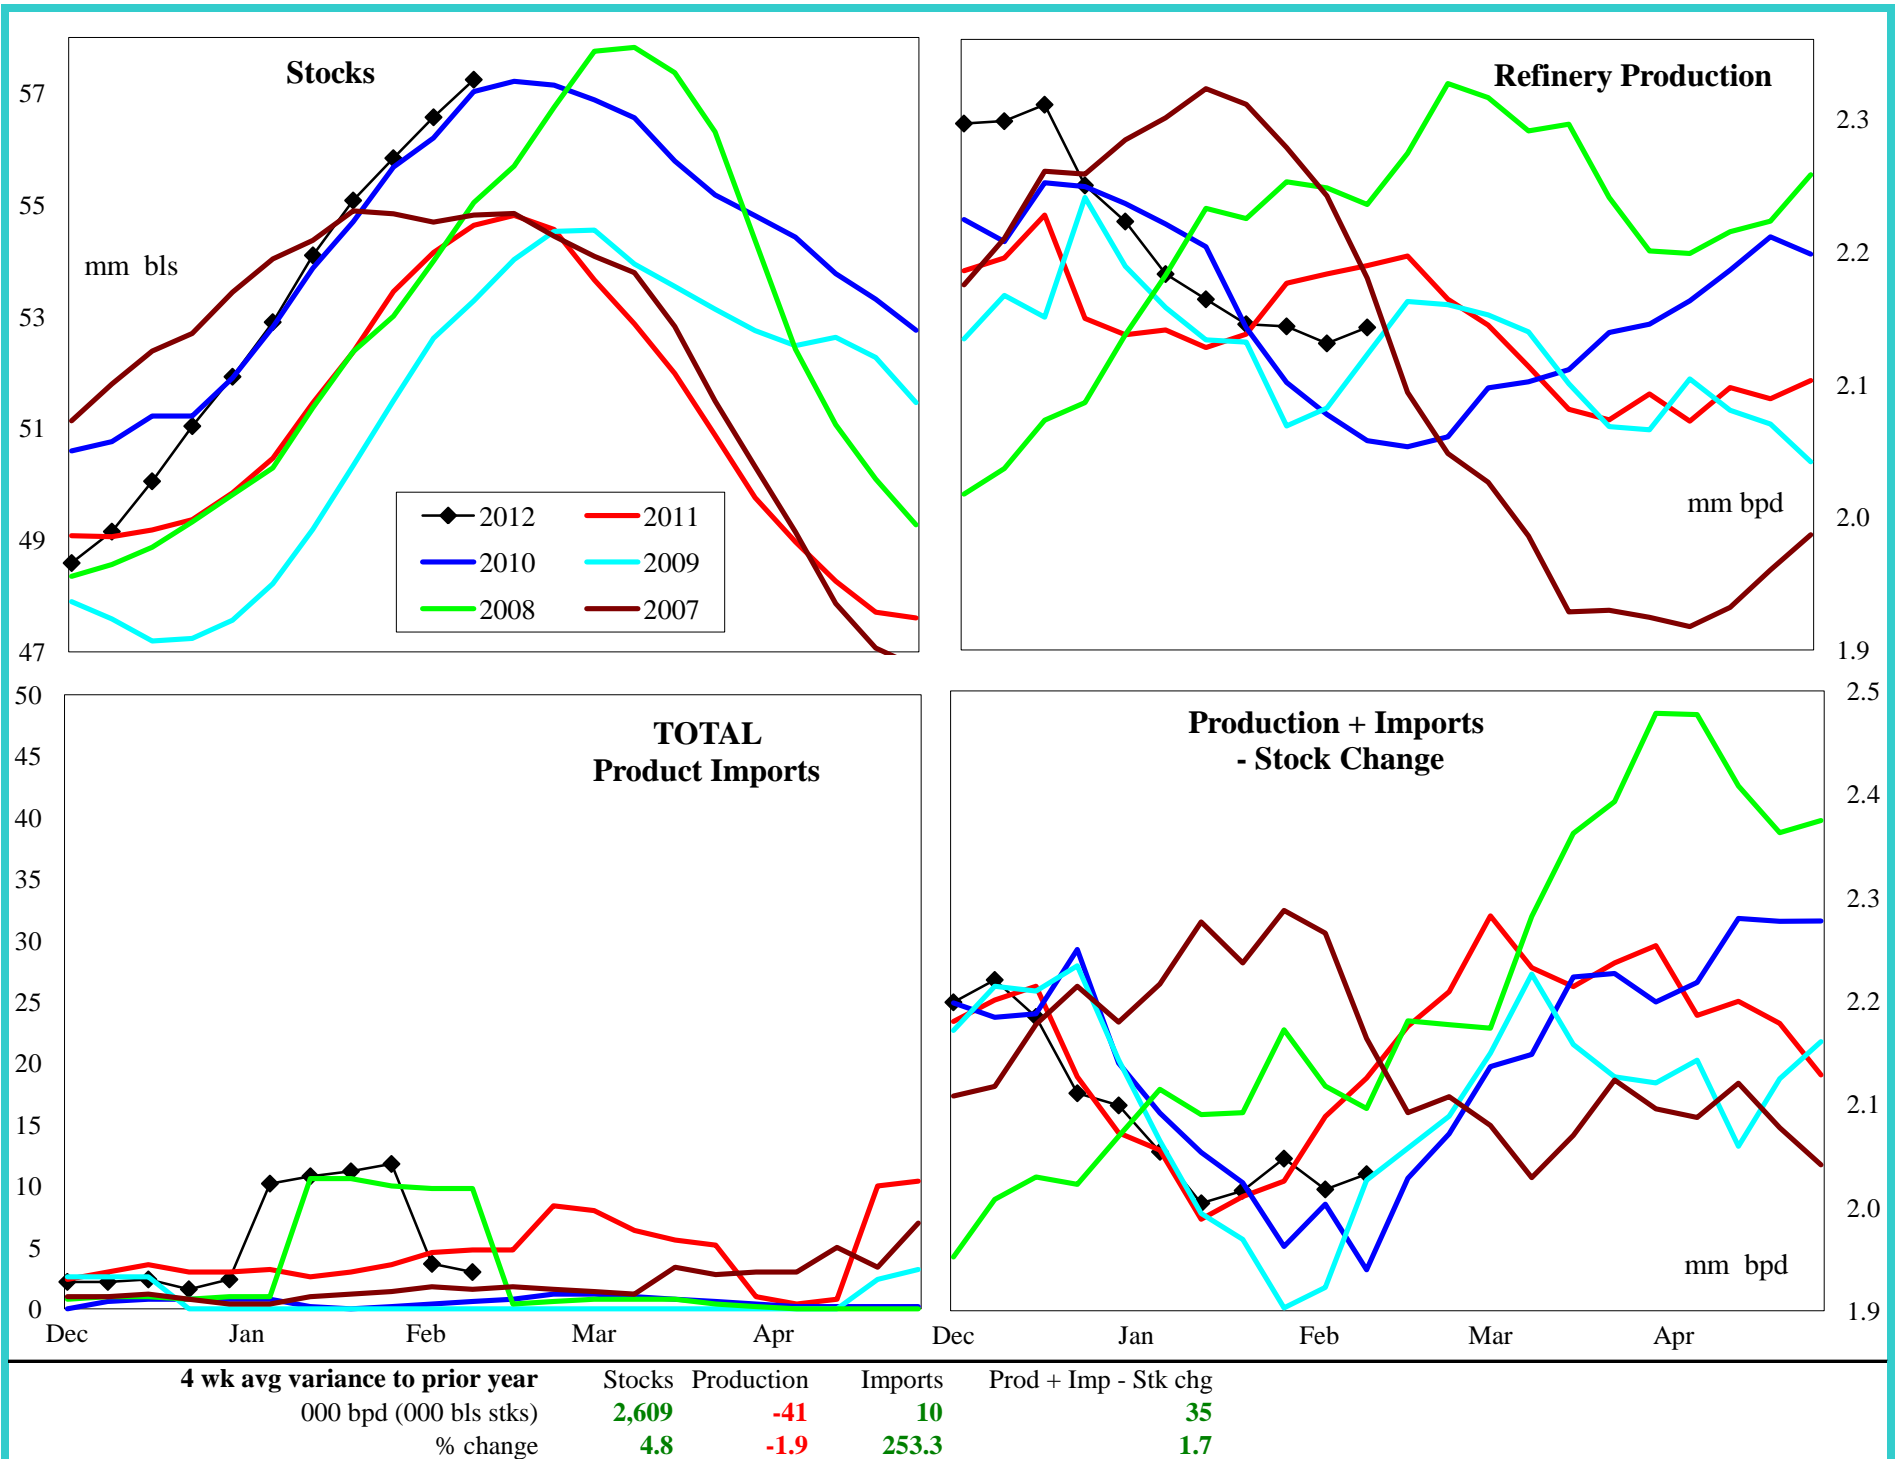 Stocks
57
55
mm bls
53
51
49
47
2012
2011
2010
2009
2008
2007
Refinery Production
2.3
2.2
2.1
mm bpd
2.0
1.9
50
TOTAL
Product Imports
45
40
35
30
25
20
15
10
5
0
Dec Jan Feb Mar Apr
2.5
Production + Imports
- Stock Change
2.4
2.3
2.2
2.1
2.0
mm bpd
1.9
Dec Jan Feb Mar Apr
4 wk avg variance to prior year Stocks Production Imports Prod + Imp - Stk chg
000 bpd (000 bls stks) 2,609 -41 10 35
% change 4.8 -1.9 253.3 1.7